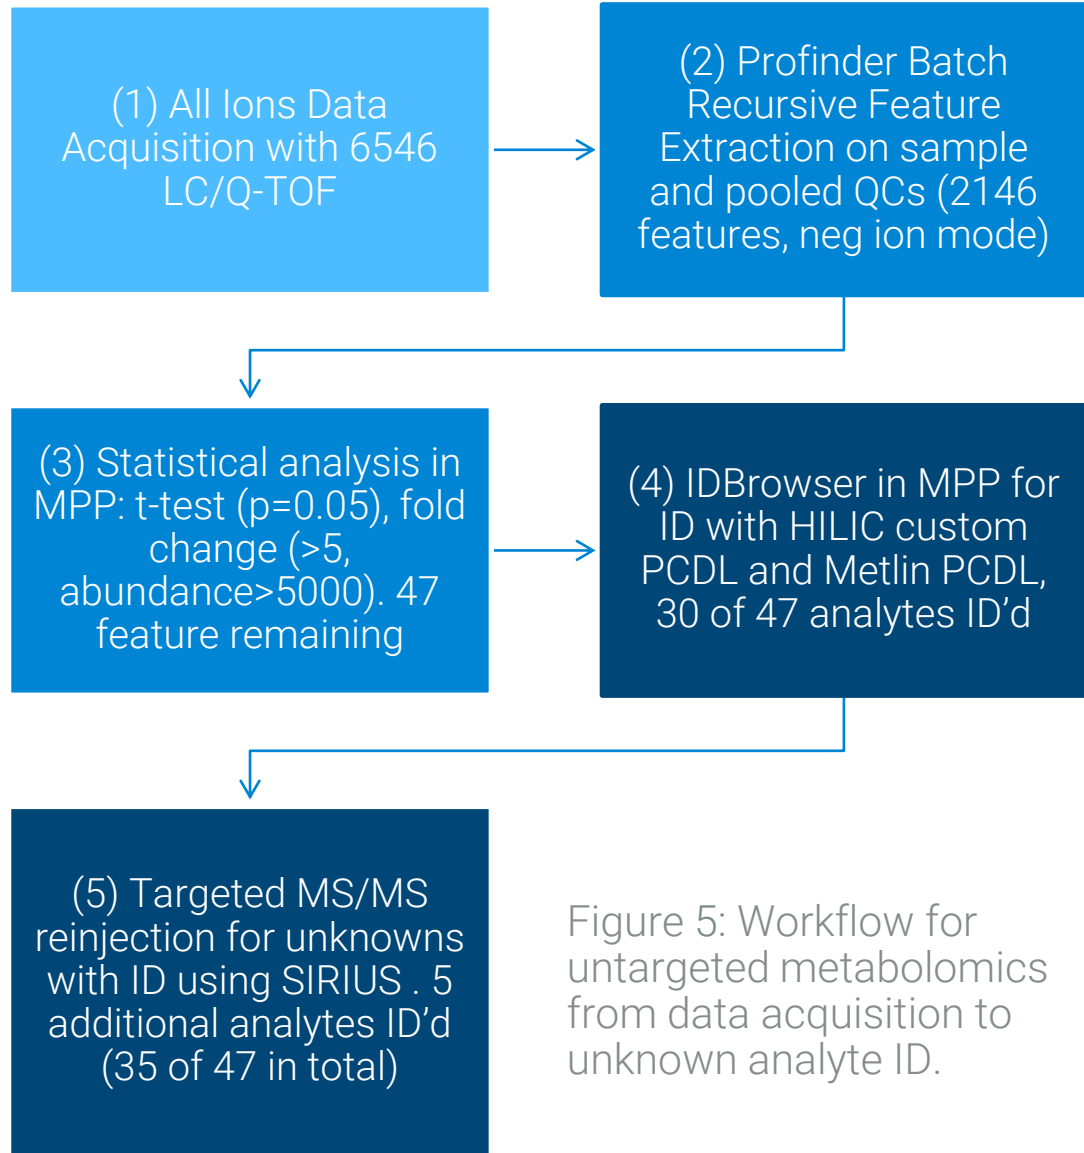 (1) All Ions Data
Acquisition with 6546
LC/Q-TOF
(2) Profinder Batch
Recursive Feature
Extraction on sample
and pooled QCs (2146
features, neg ion mode)
(3) Statistical analysis in
MPP: t-test (p=0.05), fold
change (>5,
abundance>5000). 47
feature remaining
(4) IDBrowser in MPP for
ID with HILIC custom
PCDL and Metlin PCDL,
30 of 47 analytes ID’d
(5) Targeted MS/MS
reinjection for unknowns
with ID using SIRIUS . 5
additional analytes ID’d
(35 of 47 in total)
Figure 5: Workflow for
untargeted metabolomics
from data acquisition to
unknown analyte ID.